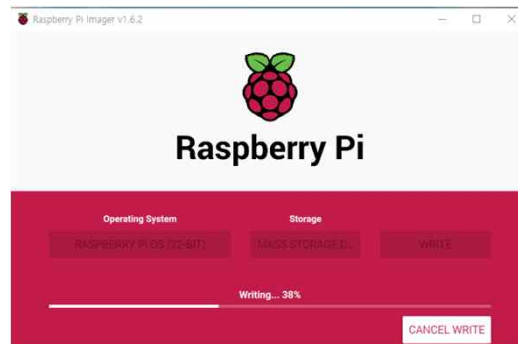 Raspberry Pi Imager v1.6.2
Raspberry Pi
Operating System
Storage
RASPBERRY PI OS (32-BIT)
MASS STORAGE D...
WRITE
Writing... 38%
CANCEL WRITE